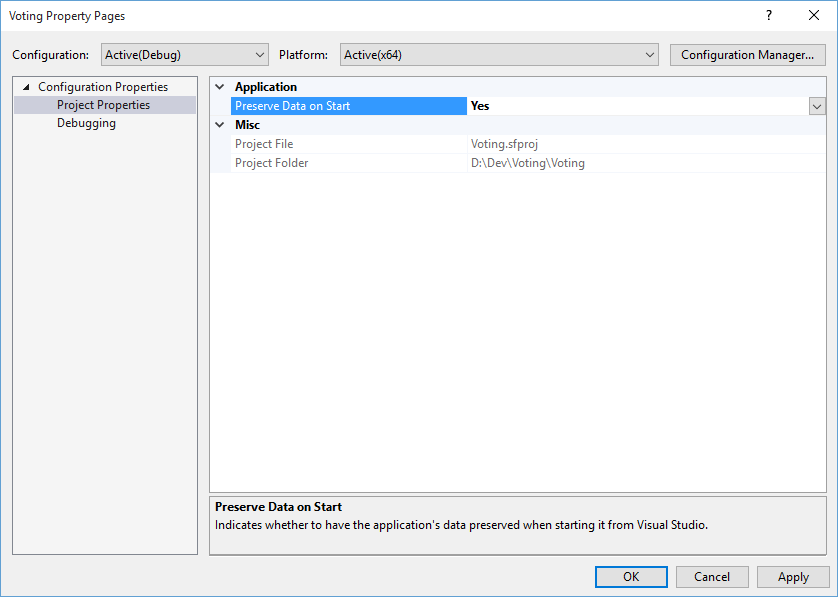 Voting Property Pages
?
Configuration: Active(Debug) Platform: Active(x64) Configuration Manager...
Configuration Properties
Project Properties
Debugging
Application
Preserve Data on Start Yes
Misc
Project File Voting.sfproj
Project Folder D:\Dev\Voting\Voting
Preserve Data on Start
Indicates whether to have the application's data preserved when starting it from Visual Studio.
OK Cancel Apply